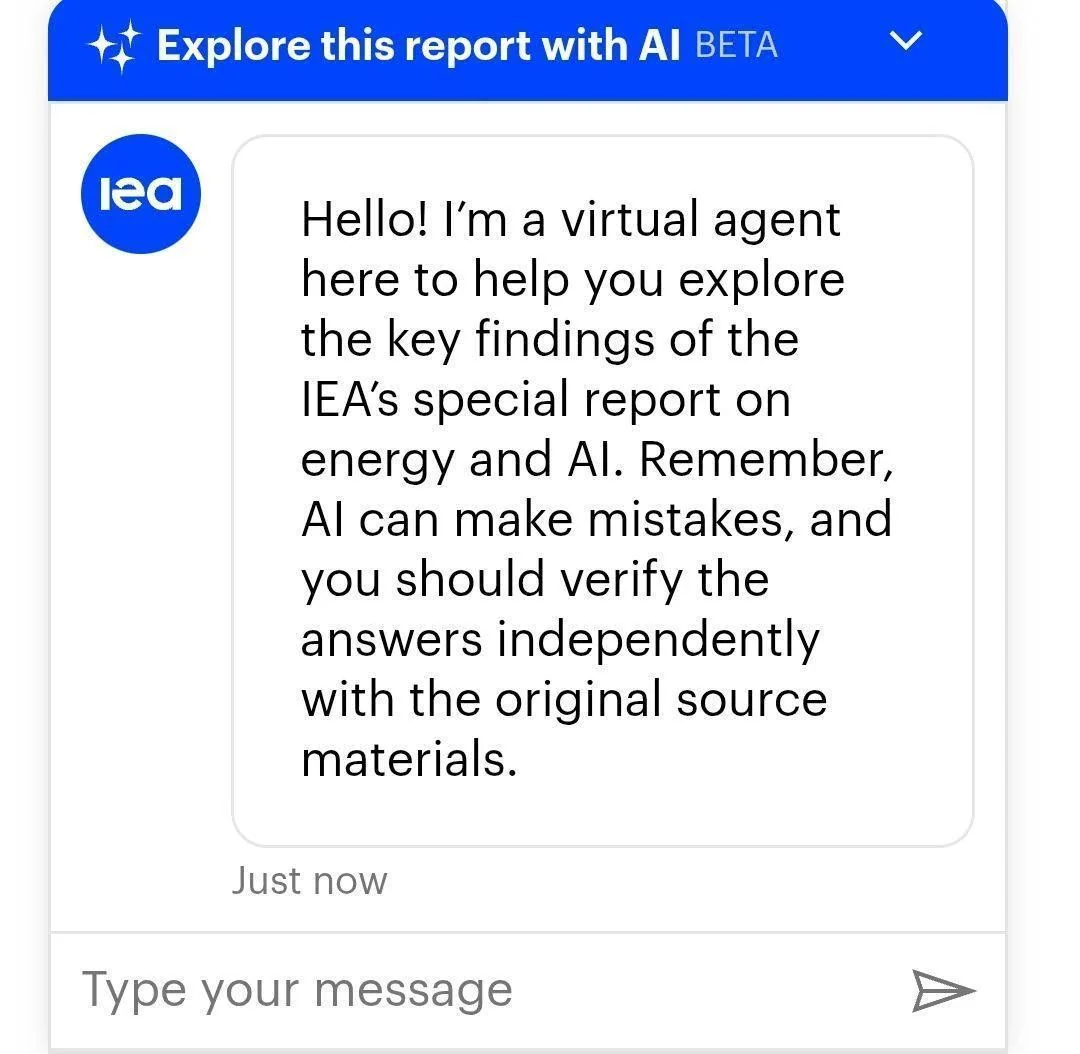 Explore this report with AI BETA
iea
Hello! I’m a virtual agent
here to help you explore
the key findings of the
IEA’s special report on
energy and AI. Remember,
AI can make mistakes, and
you should verify the
answers independently
with the original source
materials.
Just now
Type your message